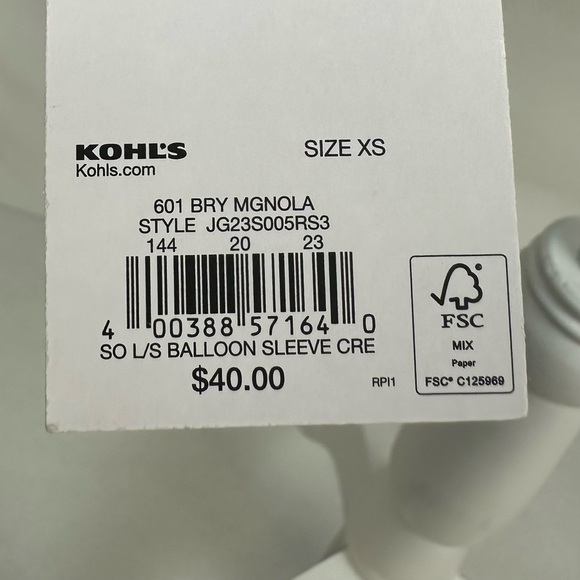 KOHL'S
Kohls.com
SIZE XS
601 BRY MGNOLA
STYLE JG23S005RS3
144 20 23
4 00388 57164 0
SO L/S BALLOON SLEEVE CRE
$40.00
RPI1
FSC
MIX
Paper
FSC® C125969